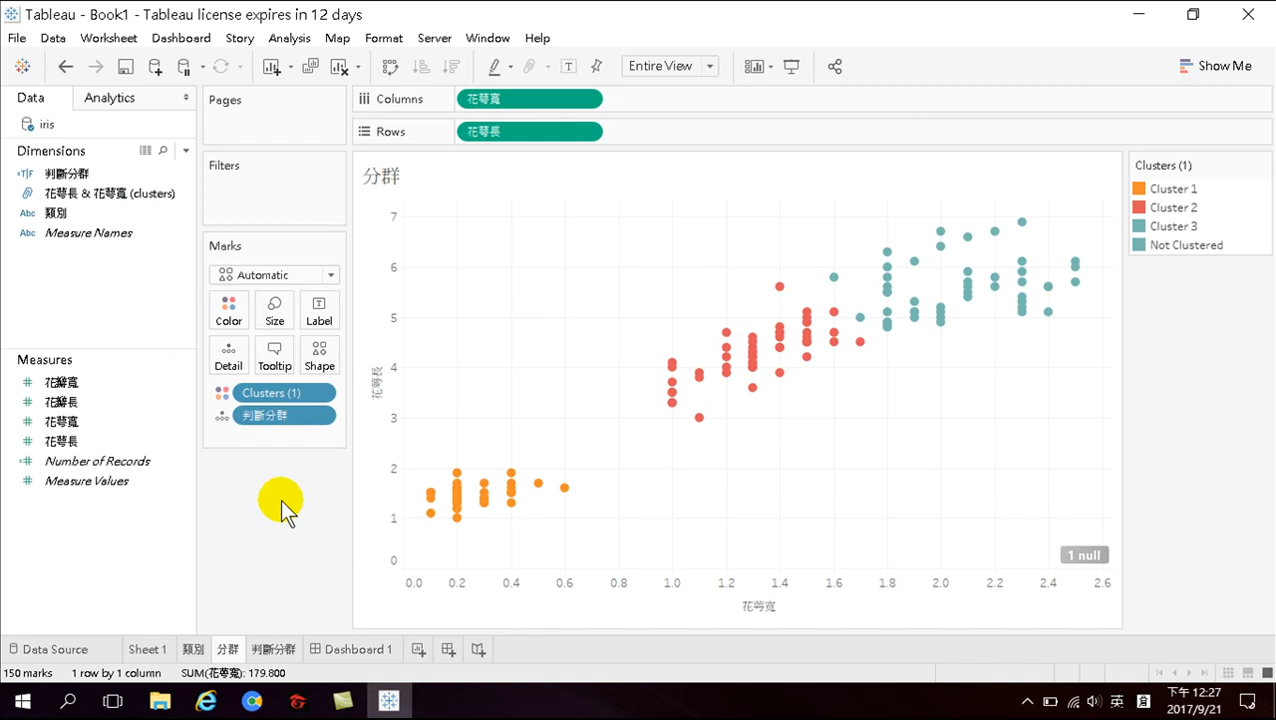 Tableau - Book1 - Tableau license expires in 12 days
File Data Worksheet Dashboard Story Analysis Map Format Server Window Help
Entire View
Show Me
Data Analytics
iris
Dimensions
=T|F 判斷分群
花萼長 & 花萼寬 (clusters)
Abc 類別
Abc Measure Names
Measures
# 花瓣寬
# 花瓣長
# 花萼寬
# 花萼長
=# Number of Records
# Measure Values
Pages
Filters
Marks
Automatic
Color Size Label
Detail Tooltip Shape
Clusters (1)
判斷分群
Columns 花萼寬
Rows 花萼長
分群
7
6
5
4
3
2
1
0
花萼長
0.0 0.2 0.4 0.6 0.8 1.0 1.2 1.4 1.6 1.8 2.0 2.2 2.4 2.6
花萼寬
1 null
Clusters (1)
Cluster 1
Cluster 2
Cluster 3
Not Clustered
Data Source Sheet 1 類別 分群 判斷分群 Dashboard 1
150 marks 1 row by 1 column SUM(花萼寬): 179.800
英
下午 12:27
2017/9/21